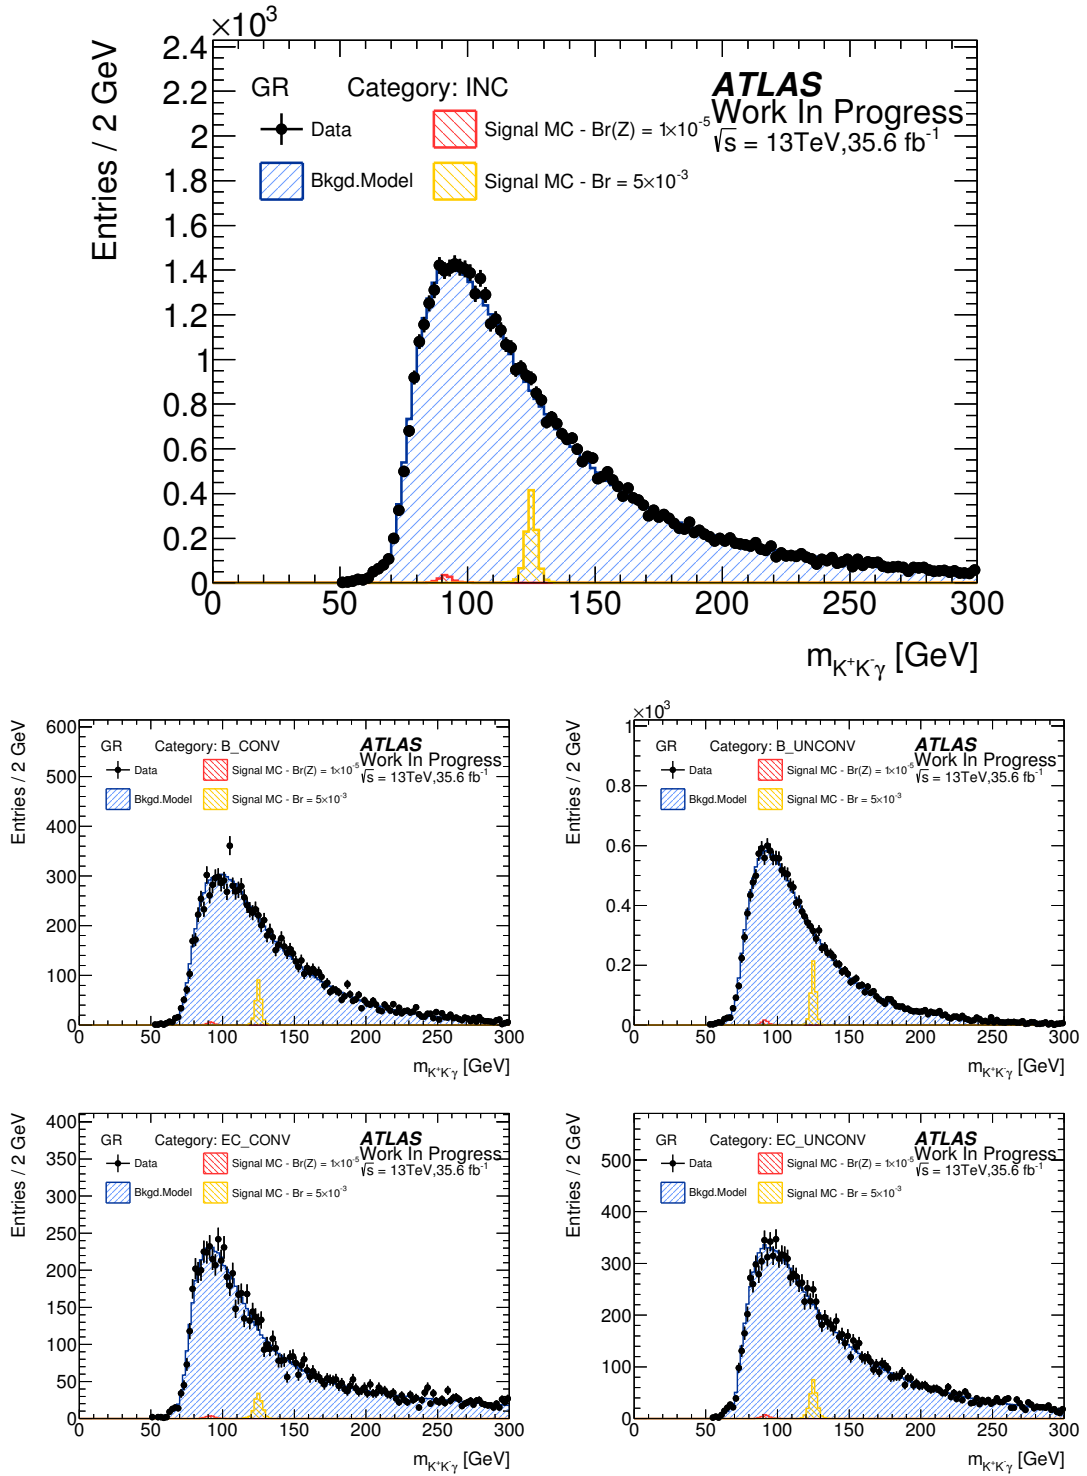 ×10³
Entries / 2 GeV
2.4
2.2
2
1.8
1.6
1.4
1.2
1
0.8
0.6
0.4
0.2
0
GR Category: INC
Data
Signal MC - Br(Z) = 1×10⁻⁵
Bkgd.Model
Signal MC - Br = 5×10⁻³
ATLAS
Work In Progress
√s = 13TeV,35.6 fb⁻¹
0 50 100 150 200 250 300
m_K⁺K⁻γ [GeV]
Entries / 2 GeV
600
500
400
300
200
100
0
GR Category: B_CONV
Data
Signal MC - Br(Z) = 1×10⁻⁵
Bkgd.Model
Signal MC - Br = 5×10⁻³
ATLAS
Work In Progress
√s = 13TeV,35.6 fb⁻¹
0 50 100 150 200 250 300
m_K⁺K⁻γ [GeV]
×10³
Entries / 2 GeV
1
0.8
0.6
0.4
0.2
0
GR Category: B_UNCONV
Data
Signal MC - Br(Z) = 1×10⁻⁵
Bkgd.Model
Signal MC - Br = 5×10⁻³
ATLAS
Work In Progress
√s = 13TeV,35.6 fb⁻¹
0 50 100 150 200 250 300
m_K⁺K⁻γ [GeV]
Entries / 2 GeV
400
350
300
250
200
150
100
50
0
GR Category: EC_CONV
Data
Signal MC - Br(Z) = 1×10⁻⁵
Bkgd.Model
Signal MC - Br = 5×10⁻³
ATLAS
Work In Progress
√s = 13TeV,35.6 fb⁻¹
0 50 100 150 200 250 300
m_K⁺K⁻γ [GeV]
Entries / 2 GeV
500
400
300
200
100
0
GR Category: EC_UNCONV
Data
Signal MC - Br(Z) = 1×10⁻⁵
Bkgd.Model
Signal MC - Br = 5×10⁻³
ATLAS
Work In Progress
√s = 13TeV,35.6 fb⁻¹
0 50 100 150 200 250 300
m_K⁺K⁻γ [GeV]